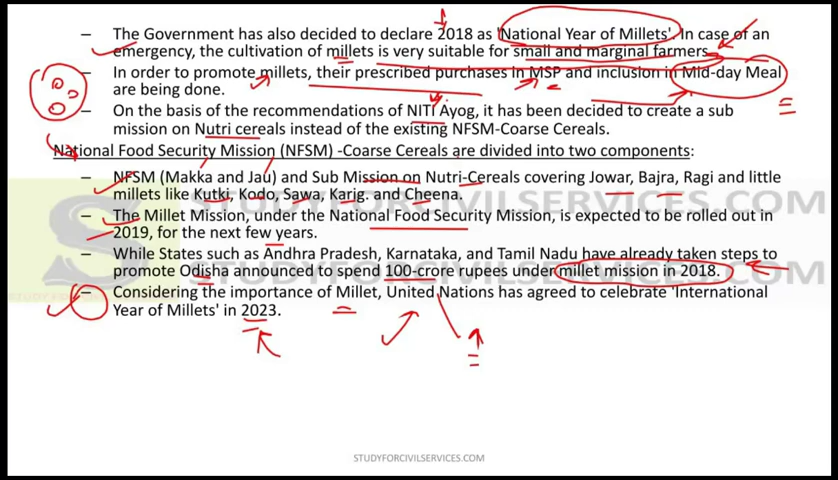 – The Government has also decided to declare 2018 as 'National Year of Millets'. In case of an
emergency, the cultivation of millets is very suitable for small and marginal farmers.
– In order to promote millets, their prescribed purchases in MSP and inclusion in Mid-day Meal
are being done.
– On the basis of the recommendations of NITI Ayog, it has been decided to create a sub
mission on Nutri cereals instead of the existing NFSM-Coarse Cereals.
National Food Security Mission (NFSM) -Coarse Cereals are divided into two components:
– NFSM (Makka and Jau) and Sub Mission on Nutri-Cereals covering Jowar, Bajra, Ragi and little
millets like Kutki, Kodo, Sawa, Karig. and Cheena.
– The Millet Mission, under the National Food Security Mission, is expected to be rolled out in
2019, for the next few years.
– While States such as Andhra Pradesh, Karnataka, and Tamil Nadu have already taken steps to
promote Odisha announced to spend 100-crore rupees under millet mission in 2018.
– Considering the importance of Millet, United Nations has agreed to celebrate 'International
Year of Millets' in 2023.
STUDYFORCIVILSERVICES.COM